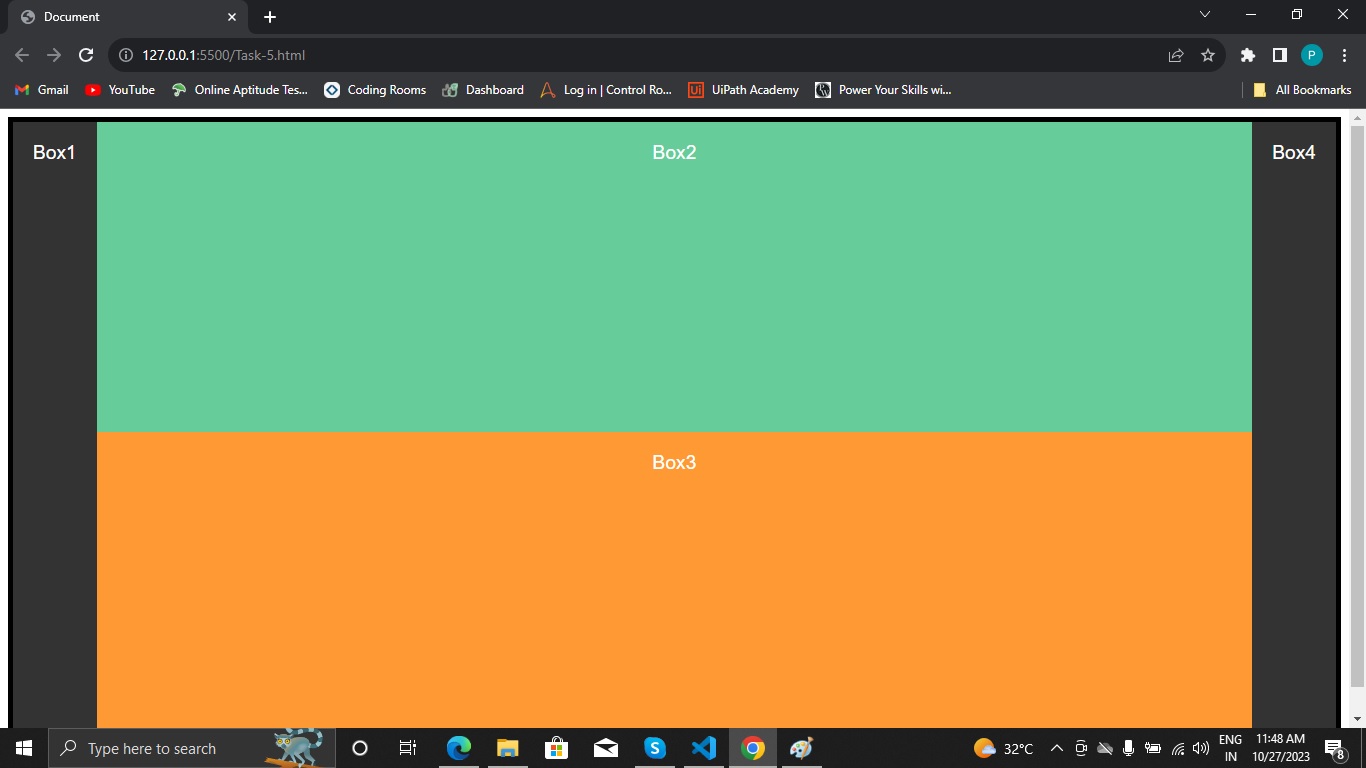 Document
127.0.0.1:5500/Task-5.html
P
Gmail
YouTube
Online Aptitude Tes...
Coding Rooms
Dashboard
Log in | Control Ro...
Ui
UiPath Academy
Power Your Skills wi...
All Bookmarks
Box1
Box2
Box4
Box3
Type here to search
S
32°C
ENG
IN
11:48 AM
10/27/2023
8